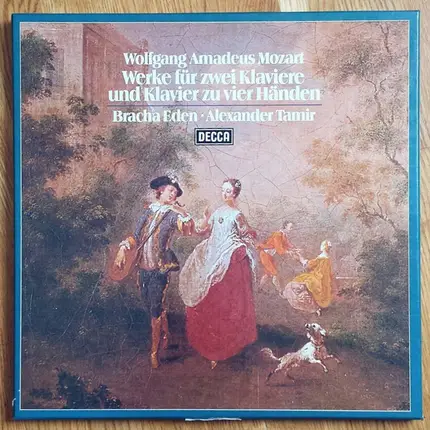 Wolfgang Amadeus Mozart
Werke für zwei Klaviere
und Klavier zu vier Händen
Bracha Eden · Alexander Tamir
DECCA